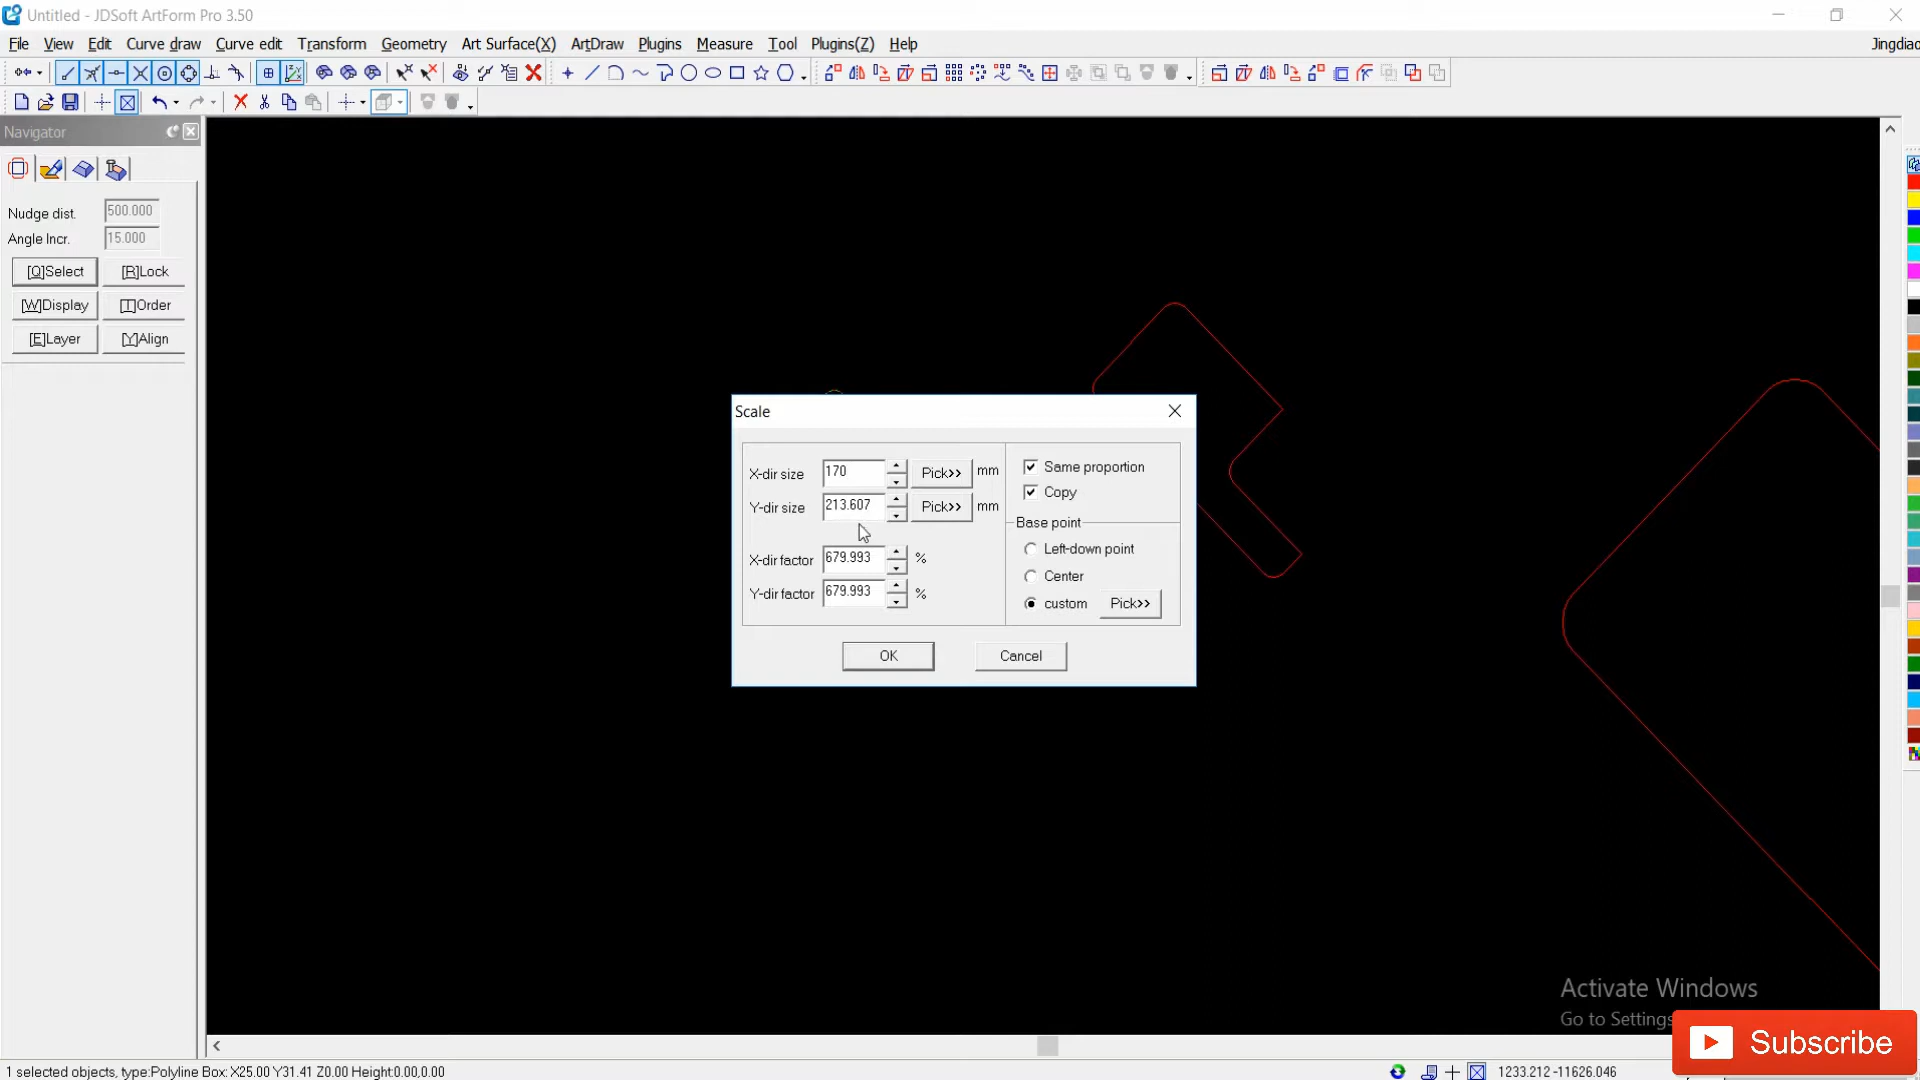 Untitled - JDSoft ArtForm Pro 3.50
File View Edit Curve draw Curve edit Transform Geometry Art Surface(X) ArtDraw Plugins Measure Tool Plugins(Z) Help Jingdiao
Navigator
Nudge dist. 500.000
Angle Incr. 15.000
[Q]Select [R]Lock
[W]Display [T]Order
[E]Layer [Y]Align
Scale
X-dir size 170 Pick>> mm
Y-dir size 213.607 Pick>> mm
X-dir factor 679.993 %
Y-dir factor 679.993 %
Same proportion
Copy
Base point
Left-down point
Center
custom Pick>>
OK Cancel
Activate Windows
Go to Settings
Subscribe
1 selected objects, type:Polyline Box: X25.00 Y31.41 Z0.00 Height:0.00,0.00 1233.212 -11626.046